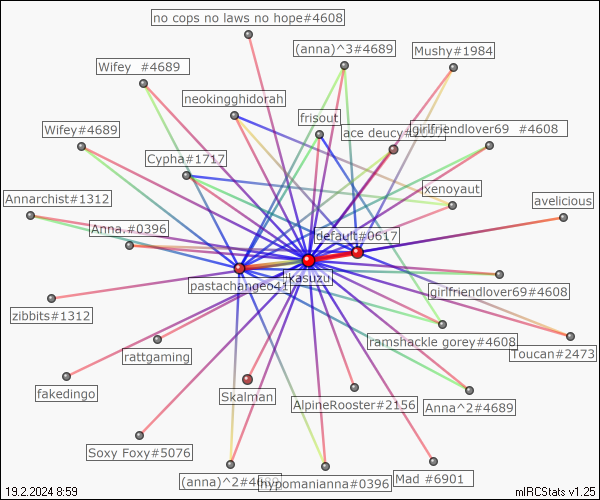 no cops no laws no hope#4608
(anna)^3#4689
Mushy#1984
Wifey #4689
neokingghidorah
frisout
ace deucy
girlfriendlover69 #4608
Wifey#4689
Cypha#1717
xenoyaut
Annarchist#1312
avelicious
Anna.#0396
default#0617
kasuzu
pastachangeo41
girlfriendlover69#4608
zibbits#1312
ramshackle gorey#4608
rattgaming
Toucan#2473
fakedingo
Skalman
AlpineRooster#2156
Anna^2#4689
Soxy Foxy#5076
(anna)^2#4689
hypomanianna#0396
Mad #6901
19.2.2024 8:59
mIRCStats v1.25